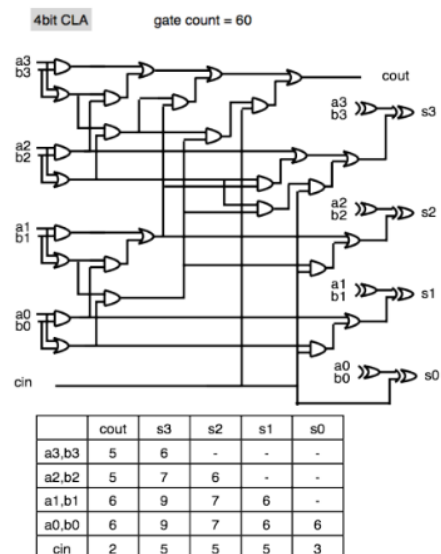 4bit CLA gate count = 60
a3
b3
cout
a3
b3
s3
a2
b2
a2
b2
s2
a1
b1
a1
b1
s1
a0
b0
a0
b0
s0
cin
cout s3 s2 s1 s0
a3,b3 5 6 - - -
a2,b2 5 7 6 - -
a1,b1 6 9 7 6 -
a0,b0 6 9 7 6 6
cin 2 5 5 5 3